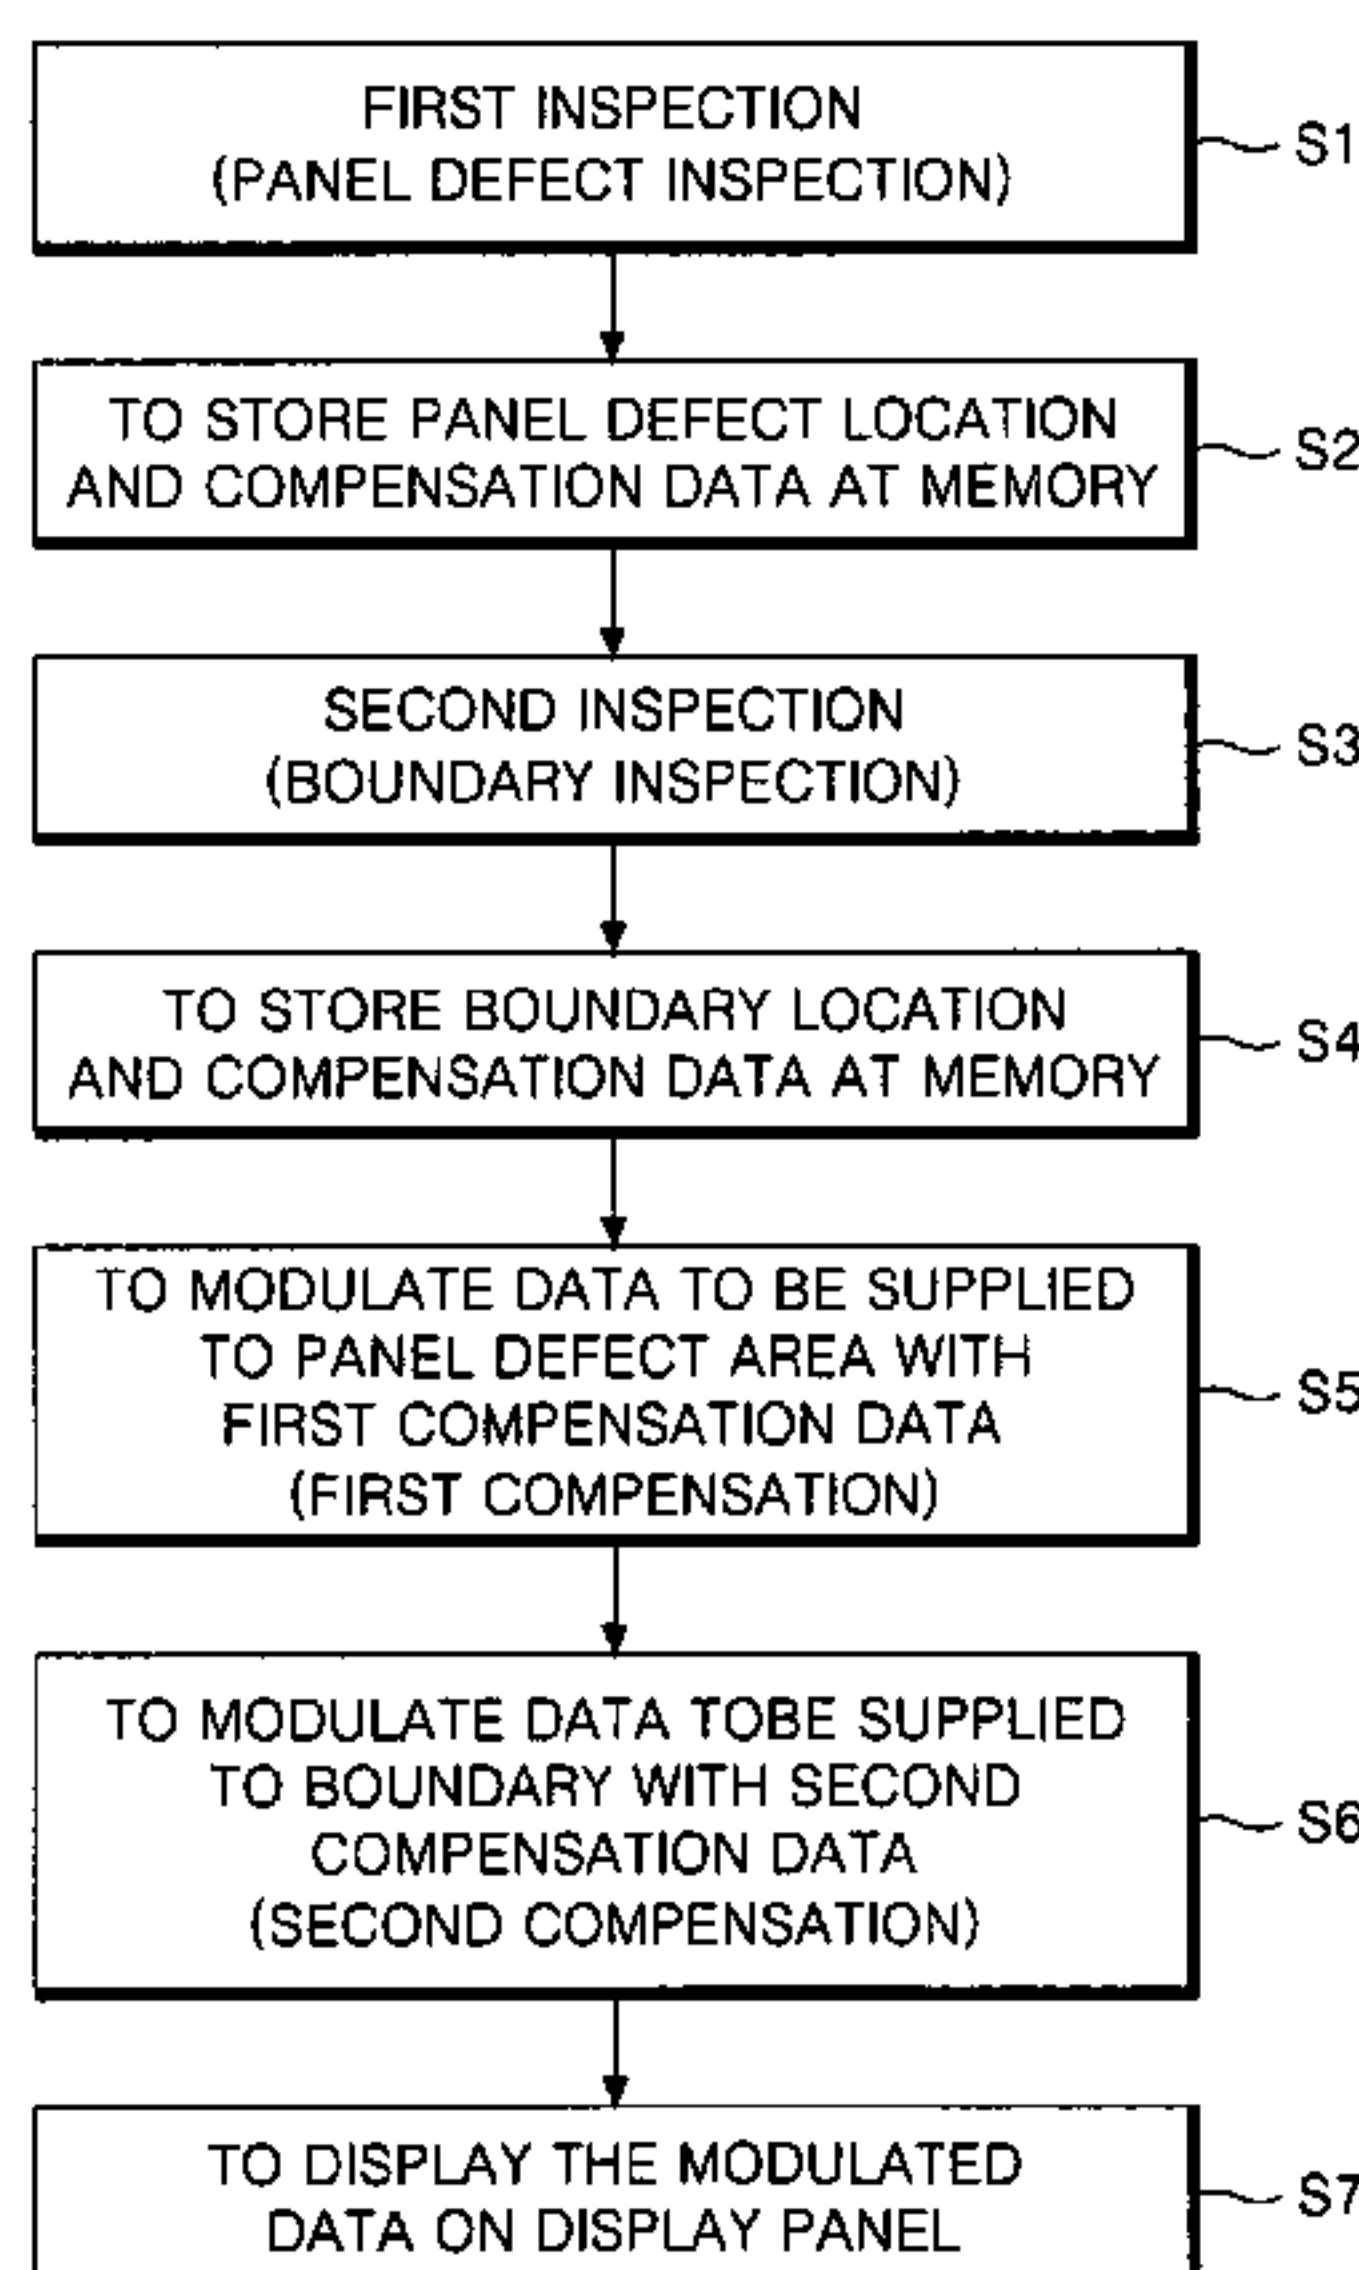 FIRST INSPECTION
(PANEL DEFECT INSPECTION)
S1
TO STORE PANEL DEFECT LOCATION
AND COMPENSATION DATA AT MEMORY
S2
SECOND INSPECTION
(BOUNDARY INSPECTION)
S3
TO STORE BOUNDARY LOCATION
AND COMPENSATION DATA AT MEMORY
S4
TO MODULATE DATA TO BE SUPPLIED
TO PANEL DEFECT AREA WITH
FIRST COMPENSATION DATA
(FIRST COMPENSATION)
S5
TO MODULATE DATA TOBE SUPPLIED
TO BOUNDARY WITH SECOND
COMPENSATION DATA
(SECOND COMPENSATION)
S6
TO DISPLAY THE MODULATED
DATA ON DISPLAY PANEL
S7